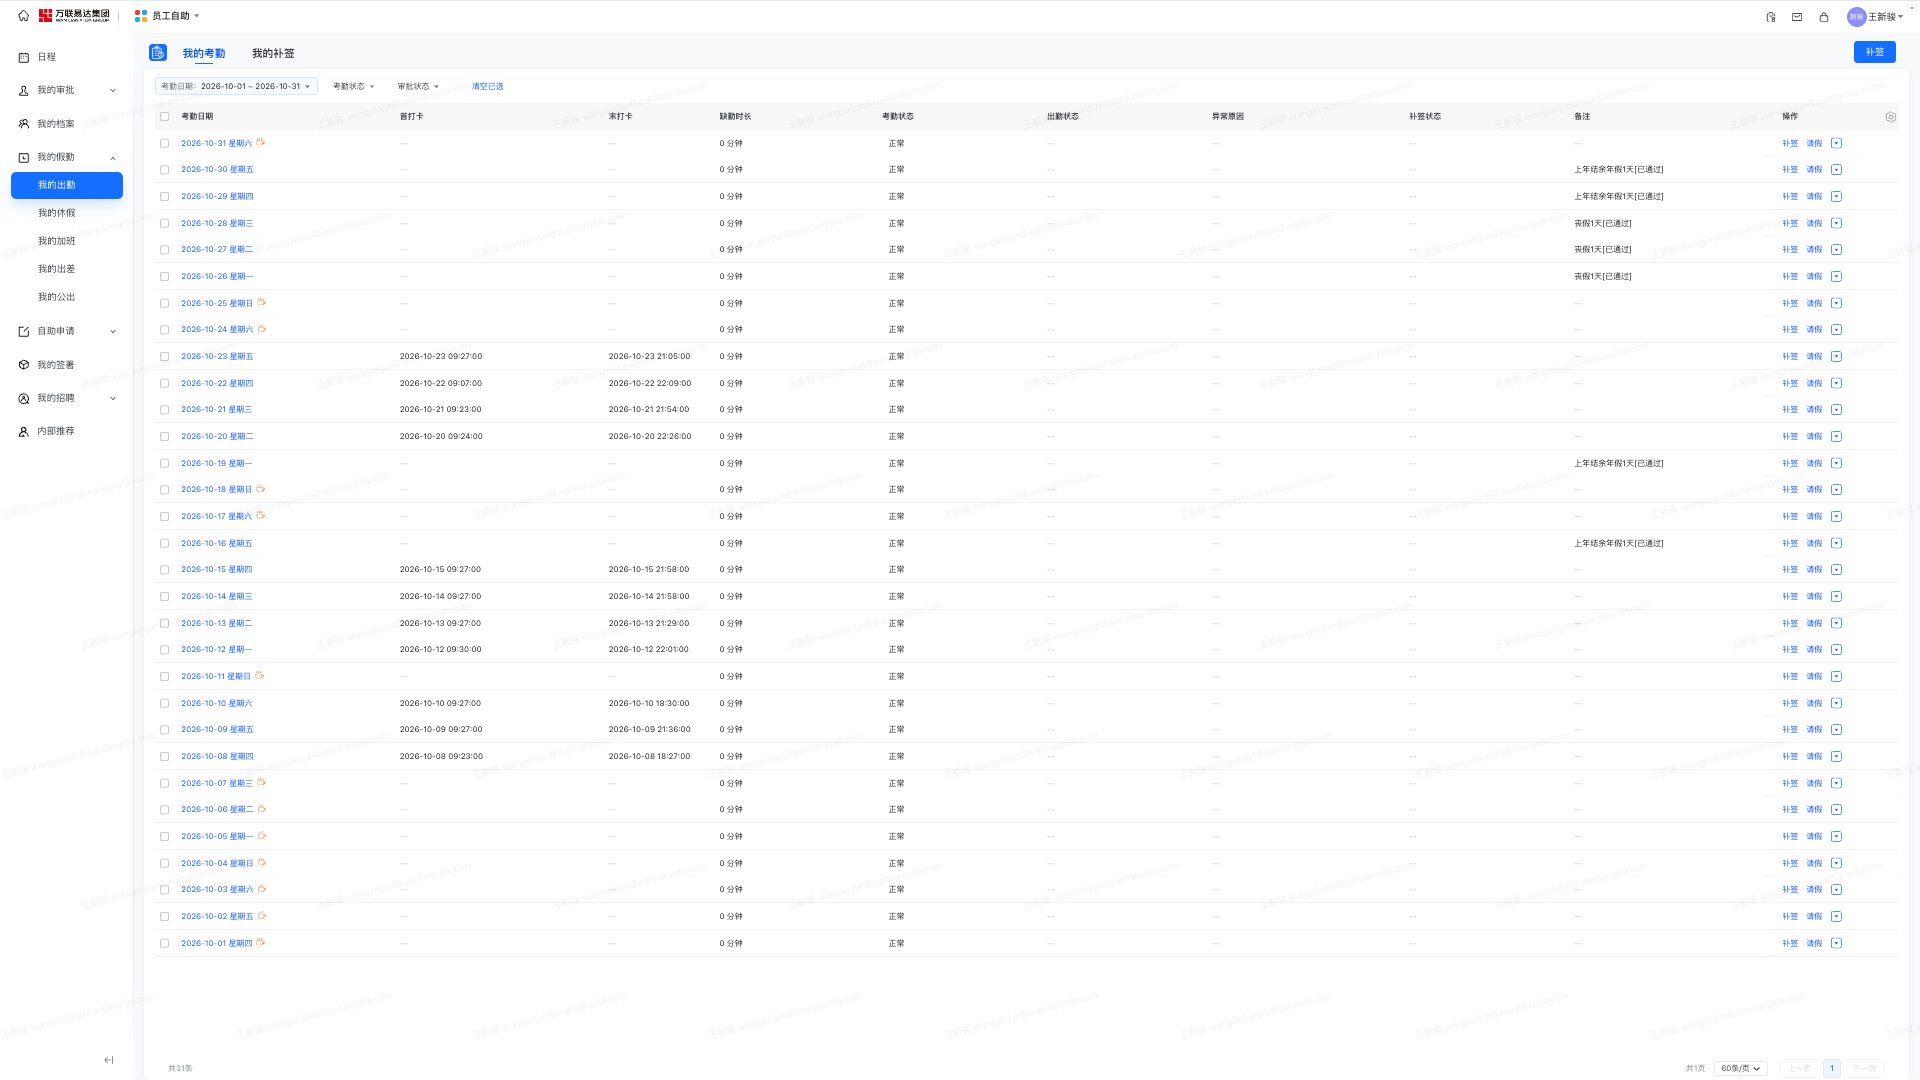 万联易达集团
WAN LIAN YI DA GROUP
员工自助
新骏 王新骏
日程
我的审批
我的档案
我的假勤
我的出勤
我的休假
我的加班
我的出差
我的公出
自助申请
我的签署
我的招聘
内部推荐
我的考勤 我的补签 补签
考勤日期: 2026-10-01 ~ 2026-10-31 考勤状态 审批状态 清空已选
考勤日期 首打卡 末打卡 缺勤时长 考勤状态 出勤状态 异常原因 补签状态 备注 操作
2026-10-31 星期六 -- -- 0 分钟 正常 -- -- -- -- 补签 请假
2026-10-30 星期五 -- -- 0 分钟 正常 -- -- -- 上年结余年假1天[已通过] 补签 请假
2026-10-29 星期四 -- -- 0 分钟 正常 -- -- -- 上年结余年假1天[已通过] 补签 请假
2026-10-28 星期三 -- -- 0 分钟 正常 -- -- -- 丧假1天[已通过] 补签 请假
2026-10-27 星期二 -- -- 0 分钟 正常 -- -- -- 丧假1天[已通过] 补签 请假
2026-10-26 星期一 -- -- 0 分钟 正常 -- -- -- 丧假1天[已通过] 补签 请假
2026-10-25 星期日 -- -- 0 分钟 正常 -- -- -- -- 补签 请假
2026-10-24 星期六 -- -- 0 分钟 正常 -- -- -- -- 补签 请假
2026-10-23 星期五 2026-10-23 09:27:00 2026-10-23 21:05:00 0 分钟 正常 -- -- -- -- 补签 请假
2026-10-22 星期四 2026-10-22 09:07:00 2026-10-22 22:09:00 0 分钟 正常 -- -- -- -- 补签 请假
2026-10-21 星期三 2026-10-21 09:23:00 2026-10-21 21:54:00 0 分钟 正常 -- -- -- -- 补签 请假
2026-10-20 星期二 2026-10-20 09:24:00 2026-10-20 22:26:00 0 分钟 正常 -- -- -- -- 补签 请假
2026-10-19 星期一 -- -- 0 分钟 正常 -- -- -- 上年结余年假1天[已通过] 补签 请假
2026-10-18 星期日 -- -- 0 分钟 正常 -- -- -- -- 补签 请假
2026-10-17 星期六 -- -- 0 分钟 正常 -- -- -- -- 补签 请假
2026-10-16 星期五 -- -- 0 分钟 正常 -- -- -- 上年结余年假1天[已通过] 补签 请假
2026-10-15 星期四 2026-10-15 09:27:00 2026-10-15 21:58:00 0 分钟 正常 -- -- -- -- 补签 请假
2026-10-14 星期三 2026-10-14 09:27:00 2026-10-14 21:58:00 0 分钟 正常 -- -- -- -- 补签 请假
2026-10-13 星期二 2026-10-13 09:27:00 2026-10-13 21:29:00 0 分钟 正常 -- -- -- -- 补签 请假
2026-10-12 星期一 2026-10-12 09:30:00 2026-10-12 22:01:00 0 分钟 正常 -- -- -- -- 补签 请假
2026-10-11 星期日 -- -- 0 分钟 正常 -- -- -- -- 补签 请假
2026-10-10 星期六 2026-10-10 09:27:00 2026-10-10 18:30:00 0 分钟 正常 -- -- -- -- 补签 请假
2026-10-09 星期五 2026-10-09 09:27:00 2026-10-09 21:36:00 0 分钟 正常 -- -- -- -- 补签 请假
2026-10-08 星期四 2026-10-08 09:23:00 2026-10-08 18:27:00 0 分钟 正常 -- -- -- -- 补签 请假
2026-10-07 星期三 -- -- 0 分钟 正常 -- -- -- -- 补签 请假
2026-10-06 星期二 -- -- 0 分钟 正常 -- -- -- -- 补签 请假
2026-10-05 星期一 -- -- 0 分钟 正常 -- -- -- -- 补签 请假
2026-10-04 星期日 -- -- 0 分钟 正常 -- -- -- -- 补签 请假
2026-10-03 星期六 -- -- 0 分钟 正常 -- -- -- -- 补签 请假
2026-10-02 星期五 -- -- 0 分钟 正常 -- -- -- -- 补签 请假
2026-10-01 星期四 -- -- 0 分钟 正常 -- -- -- -- 补签 请假
共31条 共1页 60条/页 上一页 1 下一页
王新骏 wangxinjun@wanlianyida.com